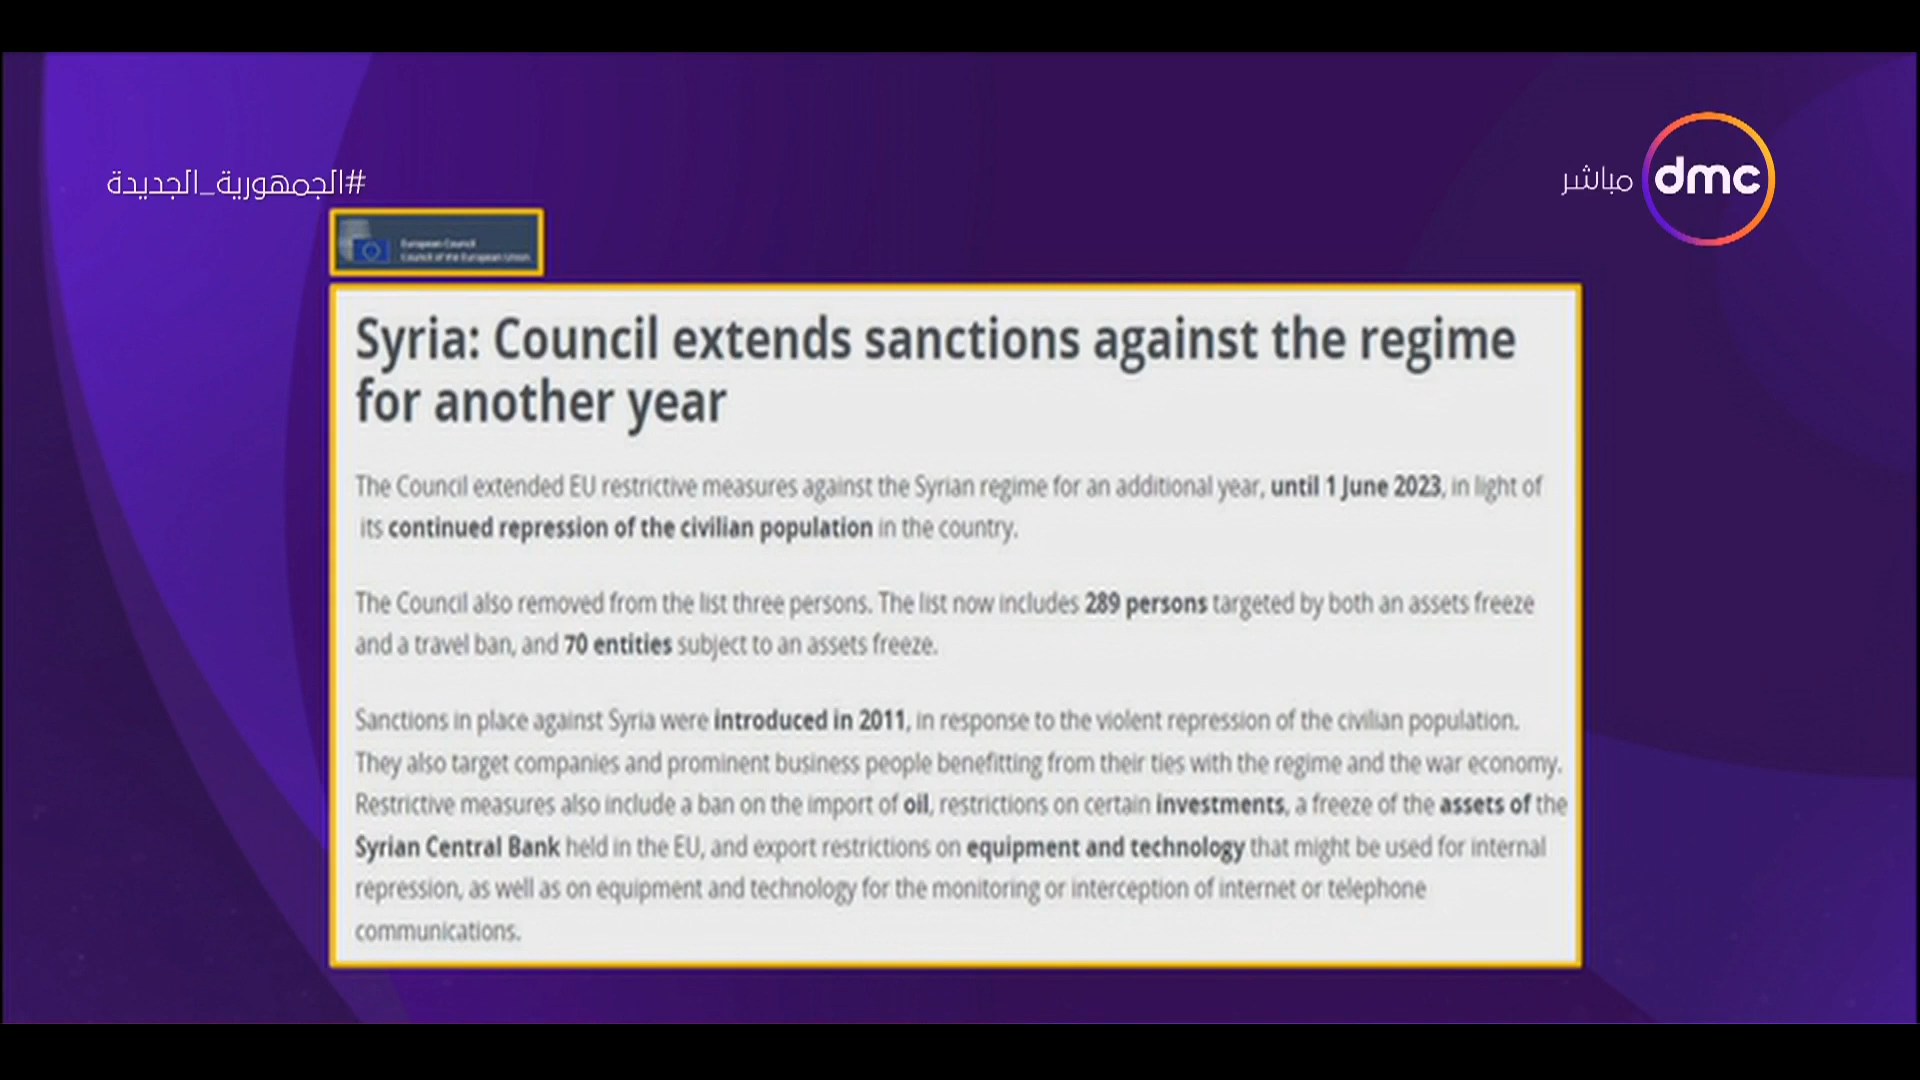 #الجمهورية_الجديدة
مباشر
dmc
European Council
Council of the European Union
Syria: Council extends sanctions against the regime
for another year
The Council extended EU restrictive measures against the Syrian regime for an additional year, until 1 June 2023, in light of
its continued repression of the civilian population in the country.
The Council also removed from the list three persons. The list now includes 289 persons targeted by both an assets freeze
and a travel ban, and 70 entities subject to an assets freeze.
Sanctions in place against Syria were introduced in 2011, in response to the violent repression of the civilian population.
They also target companies and prominent business people benefitting from their ties with the regime and the war economy.
Restrictive measures also include a ban on the import of oil, restrictions on certain investments, a freeze of the assets of the
Syrian Central Bank held in the EU, and export restrictions on equipment and technology that might be used for internal
repression, as well as on equipment and technology for the monitoring or interception of internet or telephone
communications.